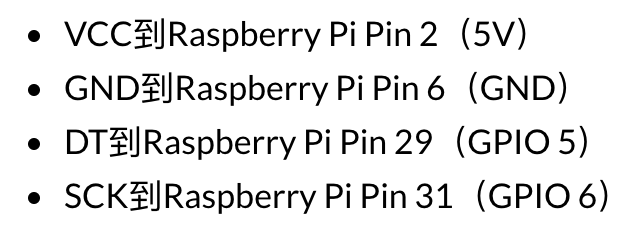 • VCC到Raspberry Pi Pin 2（5V）
• GND到Raspberry Pi Pin 6（GND）
• DT到Raspberry Pi Pin 29（GPIO 5）
• SCK到Raspberry Pi Pin 31（GPIO 6）